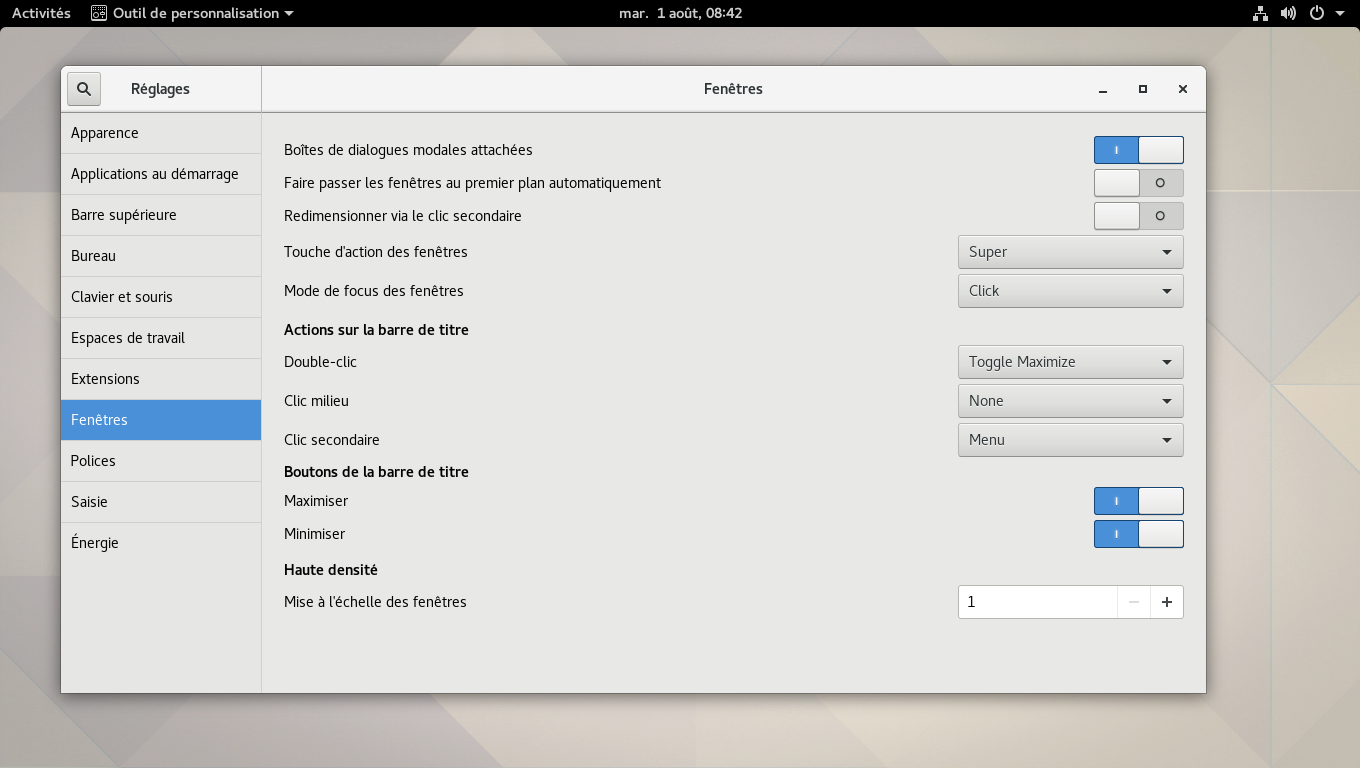 Activités Outil de personnalisation mar. 1 août, 08:42
Réglages Fenêtres
Apparence
Applications au démarrage
Barre supérieure
Bureau
Clavier et souris
Espaces de travail
Extensions
Fenêtres
Polices
Saisie
Énergie
Boîtes de dialogues modales attachées
Faire passer les fenêtres au premier plan automatiquement
Redimensionner via le clic secondaire
Touche d'action des fenêtres Super
Mode de focus des fenêtres Click
Actions sur la barre de titre
Double-clic Toggle Maximize
Clic milieu None
Clic secondaire Menu
Boutons de la barre de titre
Maximiser
Minimiser
Haute densité
Mise à l'échelle des fenêtres 1